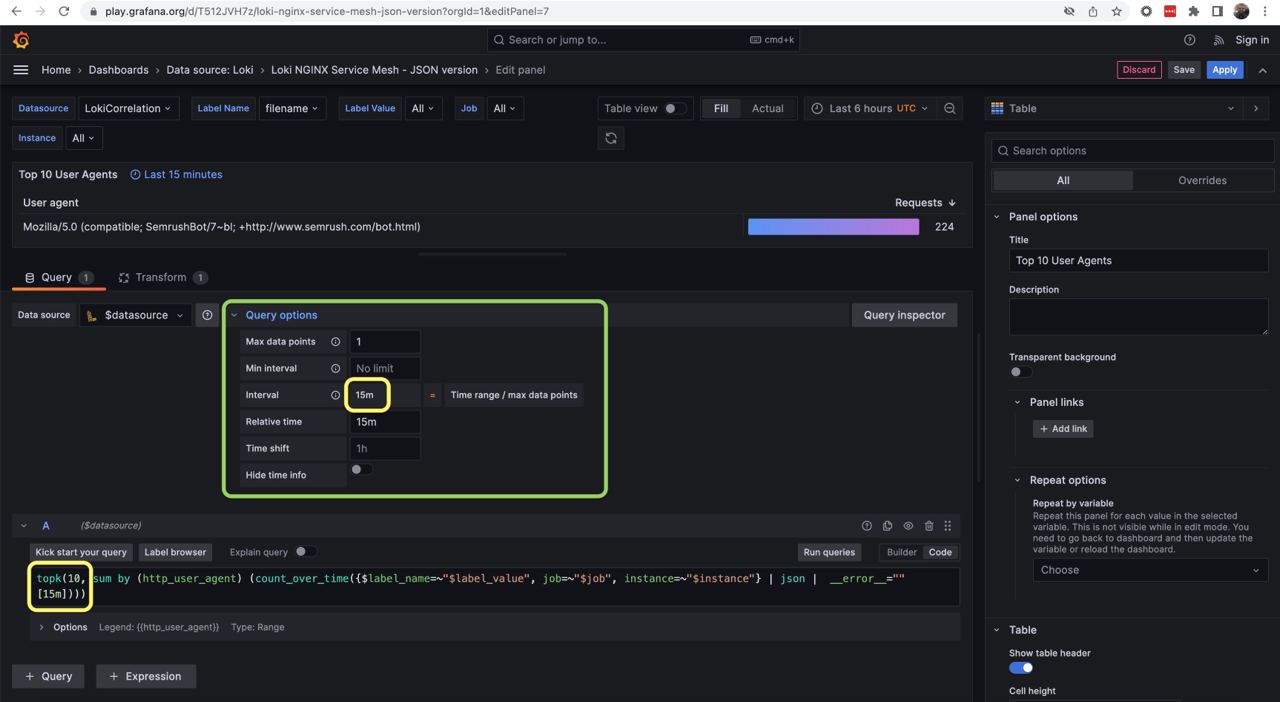 play.grafana.org/d/T512JVH7z/loki-nginx-service-mesh-json-version?orgId=1&editPanel=7
Search or jump to... cmd+k Sign in
Home › Dashboards › Data source: Loki › Loki NGINX Service Mesh - JSON version › Edit panel Discard Save Apply
Datasource LokiCorrelation Label Name filename Label Value All Job All Table view Fill Actual Last 6 hours UTC Table
Instance All
Search options
All Overrides
Top 10 User Agents Last 15 minutes
User agent Requests ↓
Mozilla/5.0 (compatible; SemrushBot/7~bl; +http://www.semrush.com/bot.html) 224
Panel options
Title
Top 10 User Agents
Description
Query 1 Transform 1
Data source $datasource Query options Query inspector
Max data points 1
Min interval No limit
Interval 15m = Time range / max data points
Relative time 15m
Time shift 1h
Hide time info
Transparent background
Panel links
+ Add link
Repeat options
Repeat by variable
Repeat this panel for each value in the selected
variable. This is not visible while in edit mode. You
need to go back to dashboard and then update the
variable or reload the dashboard.
Choose
A ($datasource)
Kick start your query Label browser Explain query Run queries Builder Code
topk(10, sum by (http_user_agent) (count_over_time({$label_name=~"$label_value", job=~"$job", instance=~"$instance"} | json | __error__=""
[15m])))
Options Legend: {{http_user_agent}} Type: Range
+ Query + Expression
Table
Show table header
Cell height